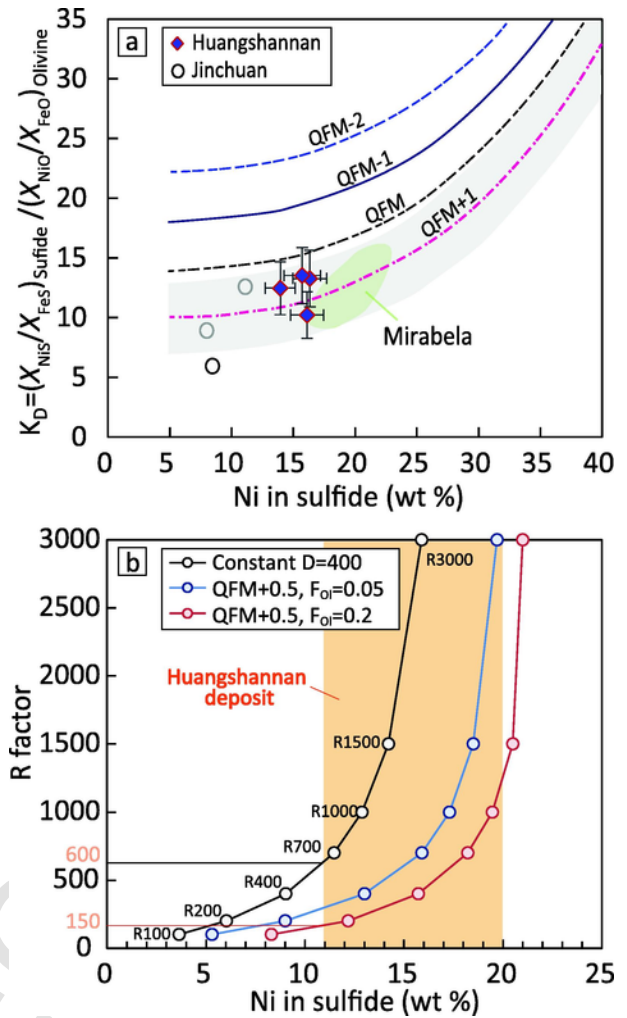 a
Huangshannan
Jinchuan
QFM-2
QFM-1
QFM
QFM+1
Mirabela
K_D=(X_NiS/X_FeS)Sufide/(X_NiO/X_FeO)Olivine
35
30
25
20
15
10
5
0
0 5 10 15 20 25 30 35 40
Ni in sulfide (wt %)
b
Constant D=400
QFM+0.5, F_Ol=0.05
QFM+0.5, F_Ol=0.2
R3000
Huangshannan
deposit
R1500
R1000
R700
R400
R200
R100
R factor
3000
2500
2000
1500
1000
600
500
150
0
0 5 10 15 20 25
Ni in sulfide (wt %)